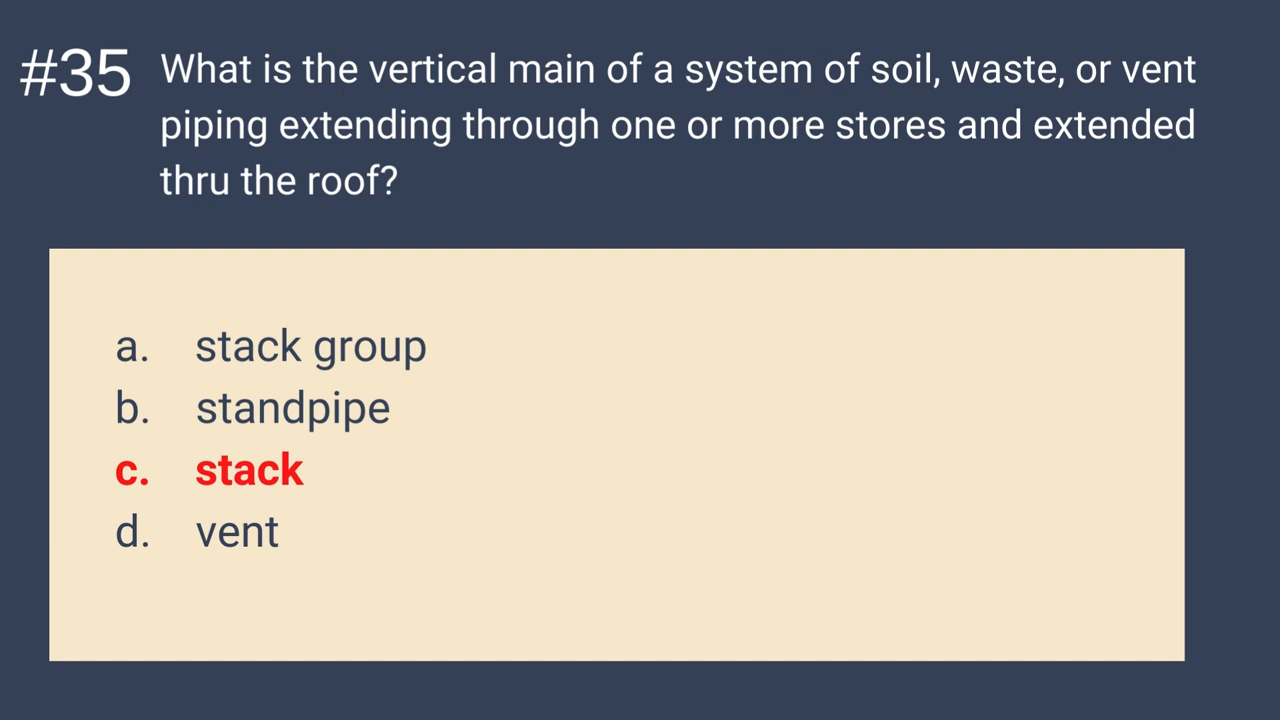 #35 What is the vertical main of a system of soil, waste, or vent
piping extending through one or more stores and extended
thru the roof?
a. stack group
b. standpipe
c. stack
d. vent